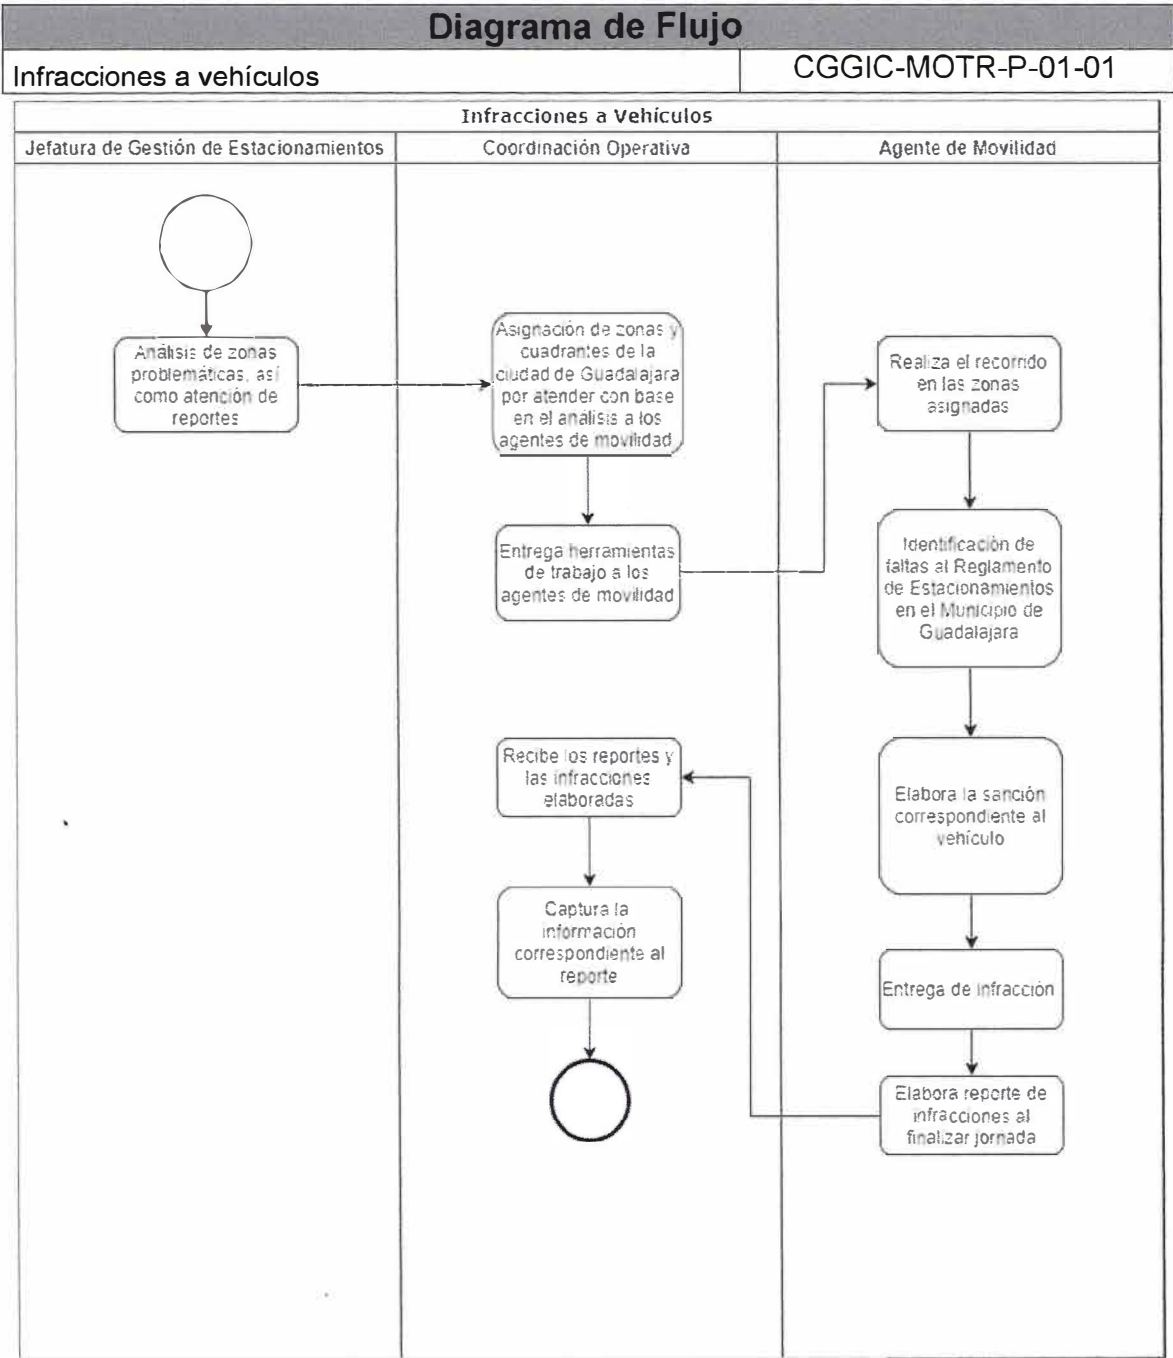 Diagrama de Flujo
Infracciones a vehículos
CGGIC-MOTR-P-01-01
Infracciones a Vehículos
Jefatura de Gestión de Estacionamientos
Coordinación Operativa
Agente de Movilidad
Análisis de zonas
problemáticas, así
como atención de
reportes
Asignación de zonas y
cuadrantes de la
ciudad de Guadalajara
por atender con base
en el análisis a los
agentes de movilidad
Entrega herramientas
de trabajo a los
agentes de movilidad
Realiza el recorrido
en las zonas
asignadas
Identificación de
faltas al Reglamento
de Estacionamientos
en el Municipio de
Guadalajara
Elabora la sanción
correspondiente al
vehículo
Entrega de infracción
Elabora reporte de
infracciones al
finalizar jornada
Recibe los reportes y
las infracciones
elaboradas
Captura la
información
correspondiente al
reporte